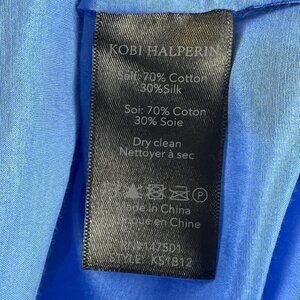 KOBI HALPERIN
Self: 70% Cotton
30%Silk
Soi: 70% Coton
30% Soie
Dry clean
Nettoyer à sec
Made in China
Fabriqué en Chine
RN# 147501
STYLE: KS1812